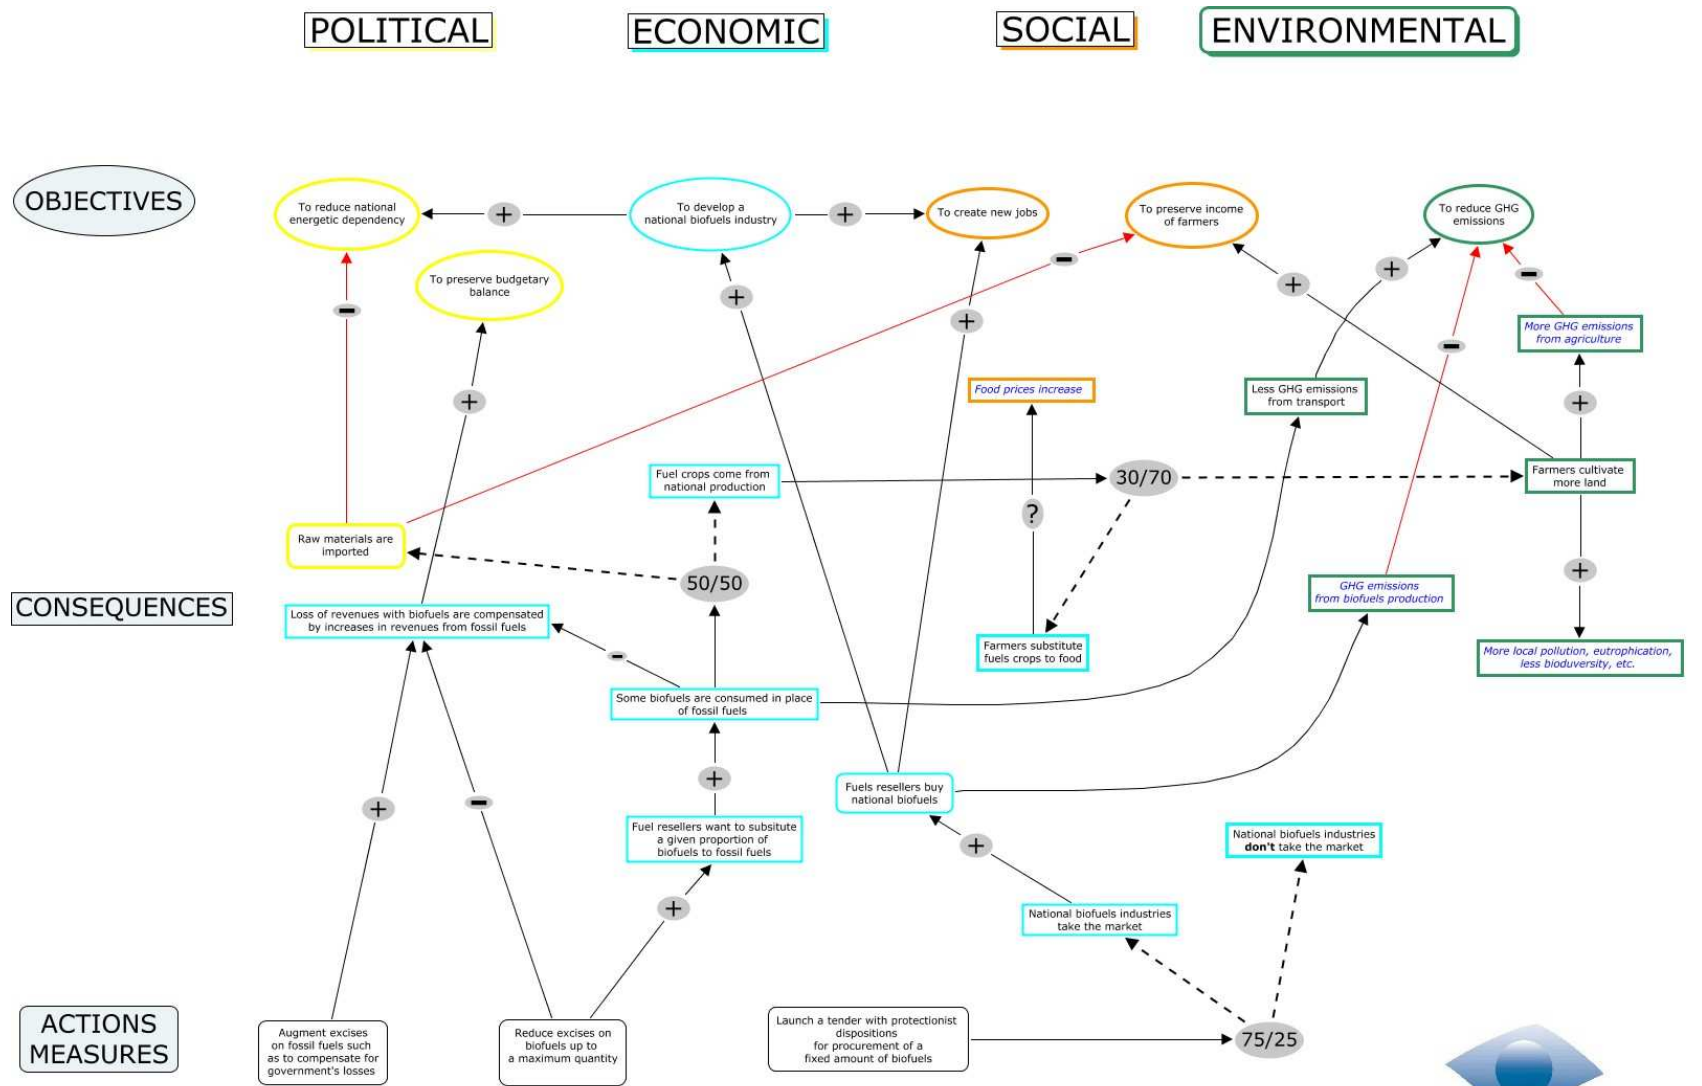 POLITICAL
ECONOMIC
SOCIAL
ENVIRONMENTAL
OBJECTIVES
To reduce national
energetic dependency
+
To develop a
national biofuels industry
+
To create new jobs
To preserve income
of farmers
To reduce GHG
emissions
To preserve budgetary
balance
−
+
+
−
+
+
−
−
More GHG emissions
from agriculture
+
Food prices increase
Less GHG emissions
from transport
+
Fuel crops come from
national production
30/70
Farmers cultivate
more land
?
Raw materials are
imported
50/50
+
CONSEQUENCES
Loss of revenues with biofuels are compensated
by increases in revenues from fossil fuels
GHG emissions
from biofuels production
−
Farmers substitute
fuels crops to food
More local pollution, eutrophication,
less bioduversity, etc.
Some biofuels are consumed in place
of fossil fuels
+
Fuels resellers buy
national biofuels
+
−
Fuel resellers want to subsitute
a given proportion of
biofuels to fossil fuels
+
National biofuels industries
don't take the market
+
National biofuels industries
take the market
ACTIONS
MEASURES
Augment excises
on fossil fuels such
as to compensate for
government's losses
Reduce excises on
biofuels up to
a maximum quantity
Launch a tender with protectionist
dispositions
for procurement of a
fixed amount of biofuels
75/25